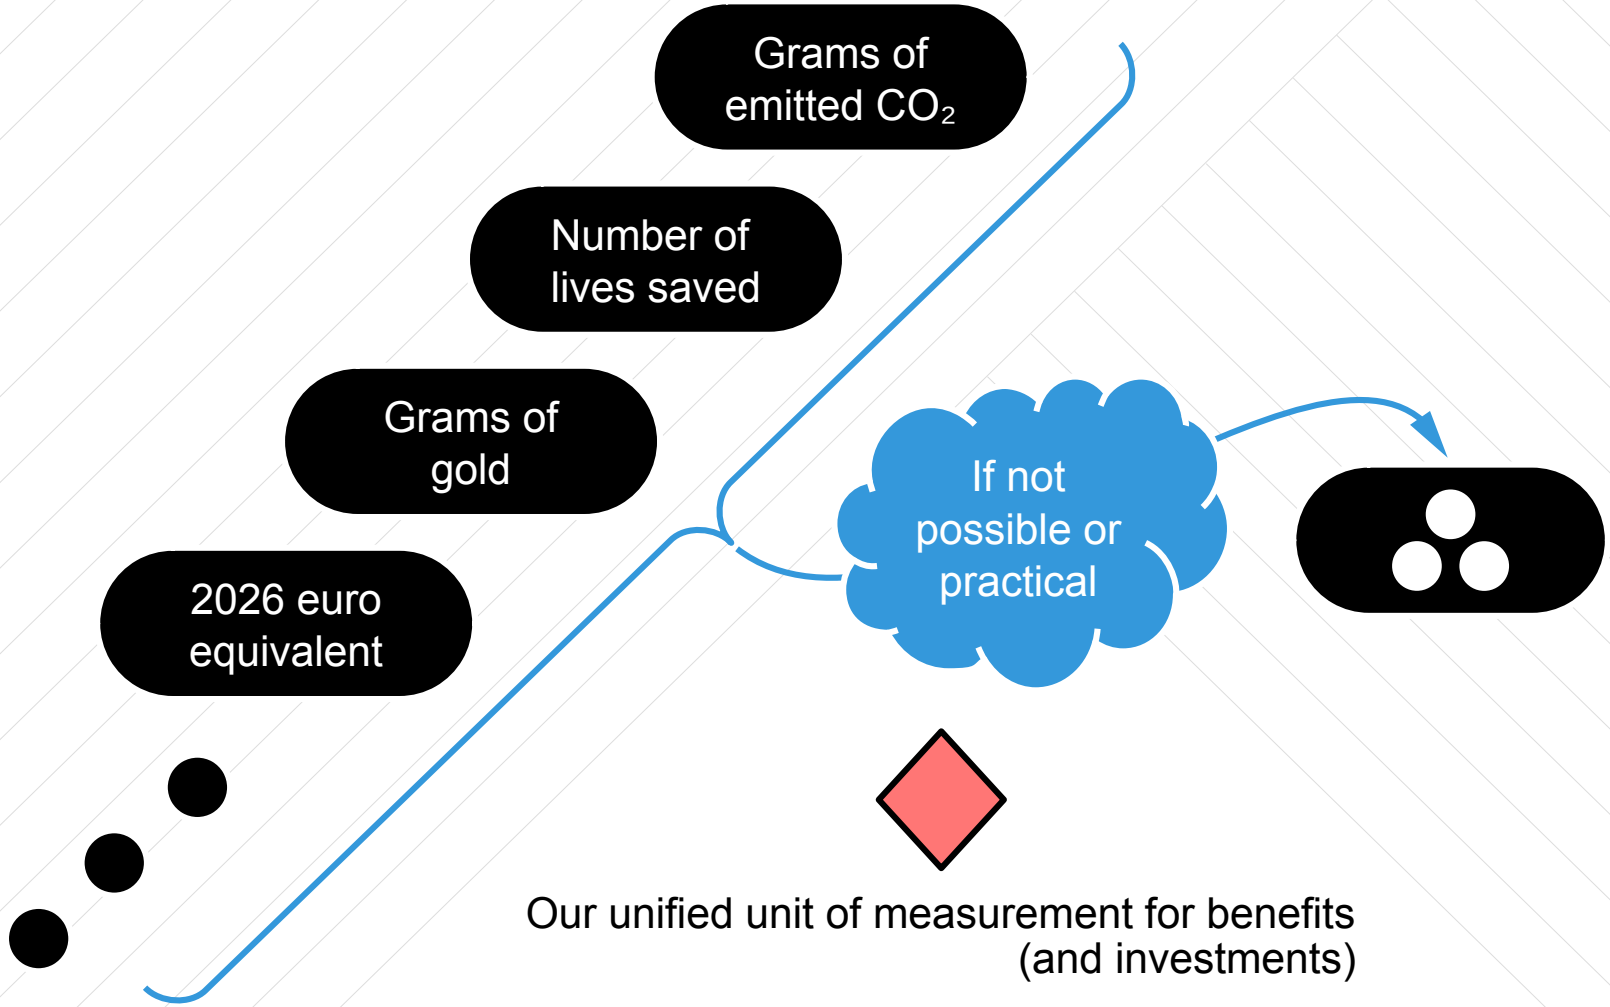 Grams of
emitted CO₂
Number of
lives saved
Grams of
gold
2026 euro
equivalent
If not
possible or
practical
Our unified unit of measurement for benefits
(and investments)